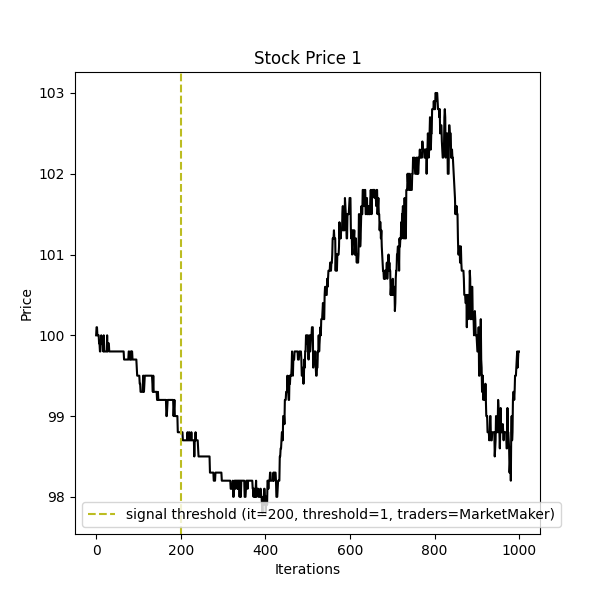 Stock Price 1
103
102
101
100
99
98
Price
signal threshold (it=200, threshold=1, traders=MarketMaker)
0 200 400 600 800 1000
Iterations